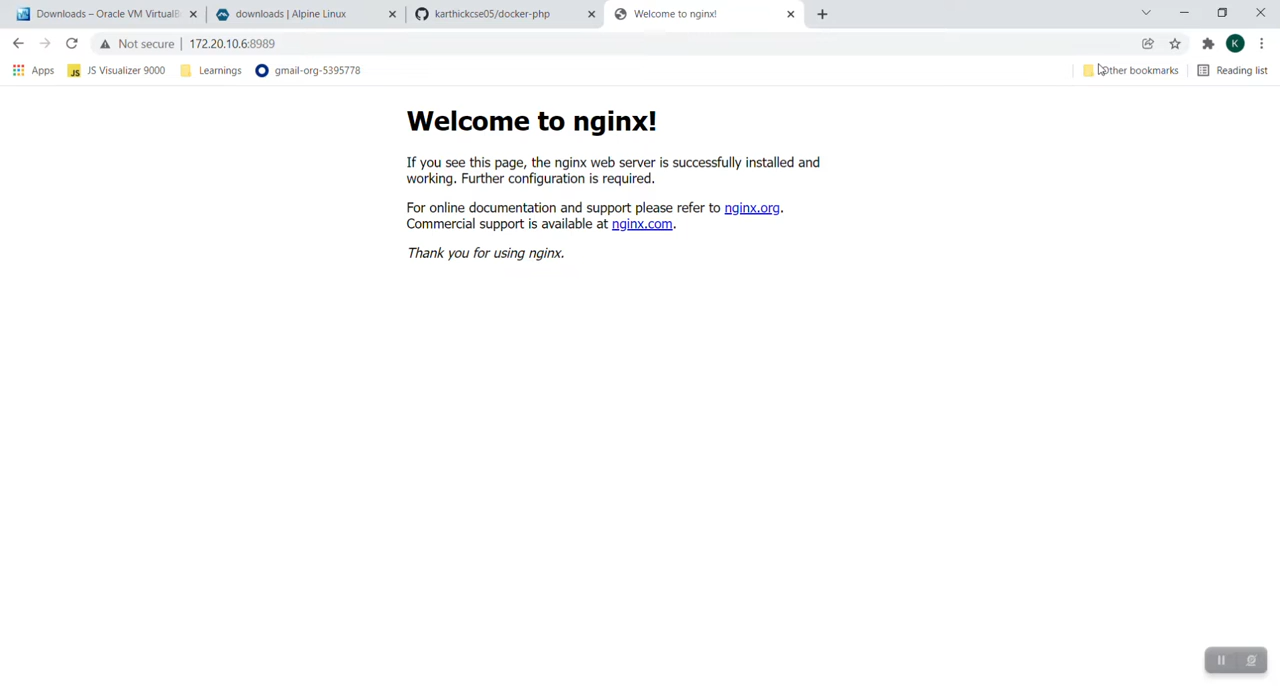 Downloads – Oracle VM VirtualB
downloads | Alpine Linux
karthickcse05/docker-php
Welcome to nginx!
Not secure | 172.20.10.6:8989
K
Apps
JS
JS Visualizer 9000
Learnings
gmail-org-5395778
Other bookmarks
Reading list
Welcome to nginx!
If you see this page, the nginx web server is successfully installed and
working. Further configuration is required.
For online documentation and support please refer to nginx.org.
Commercial support is available at nginx.com.
Thank you for using nginx.